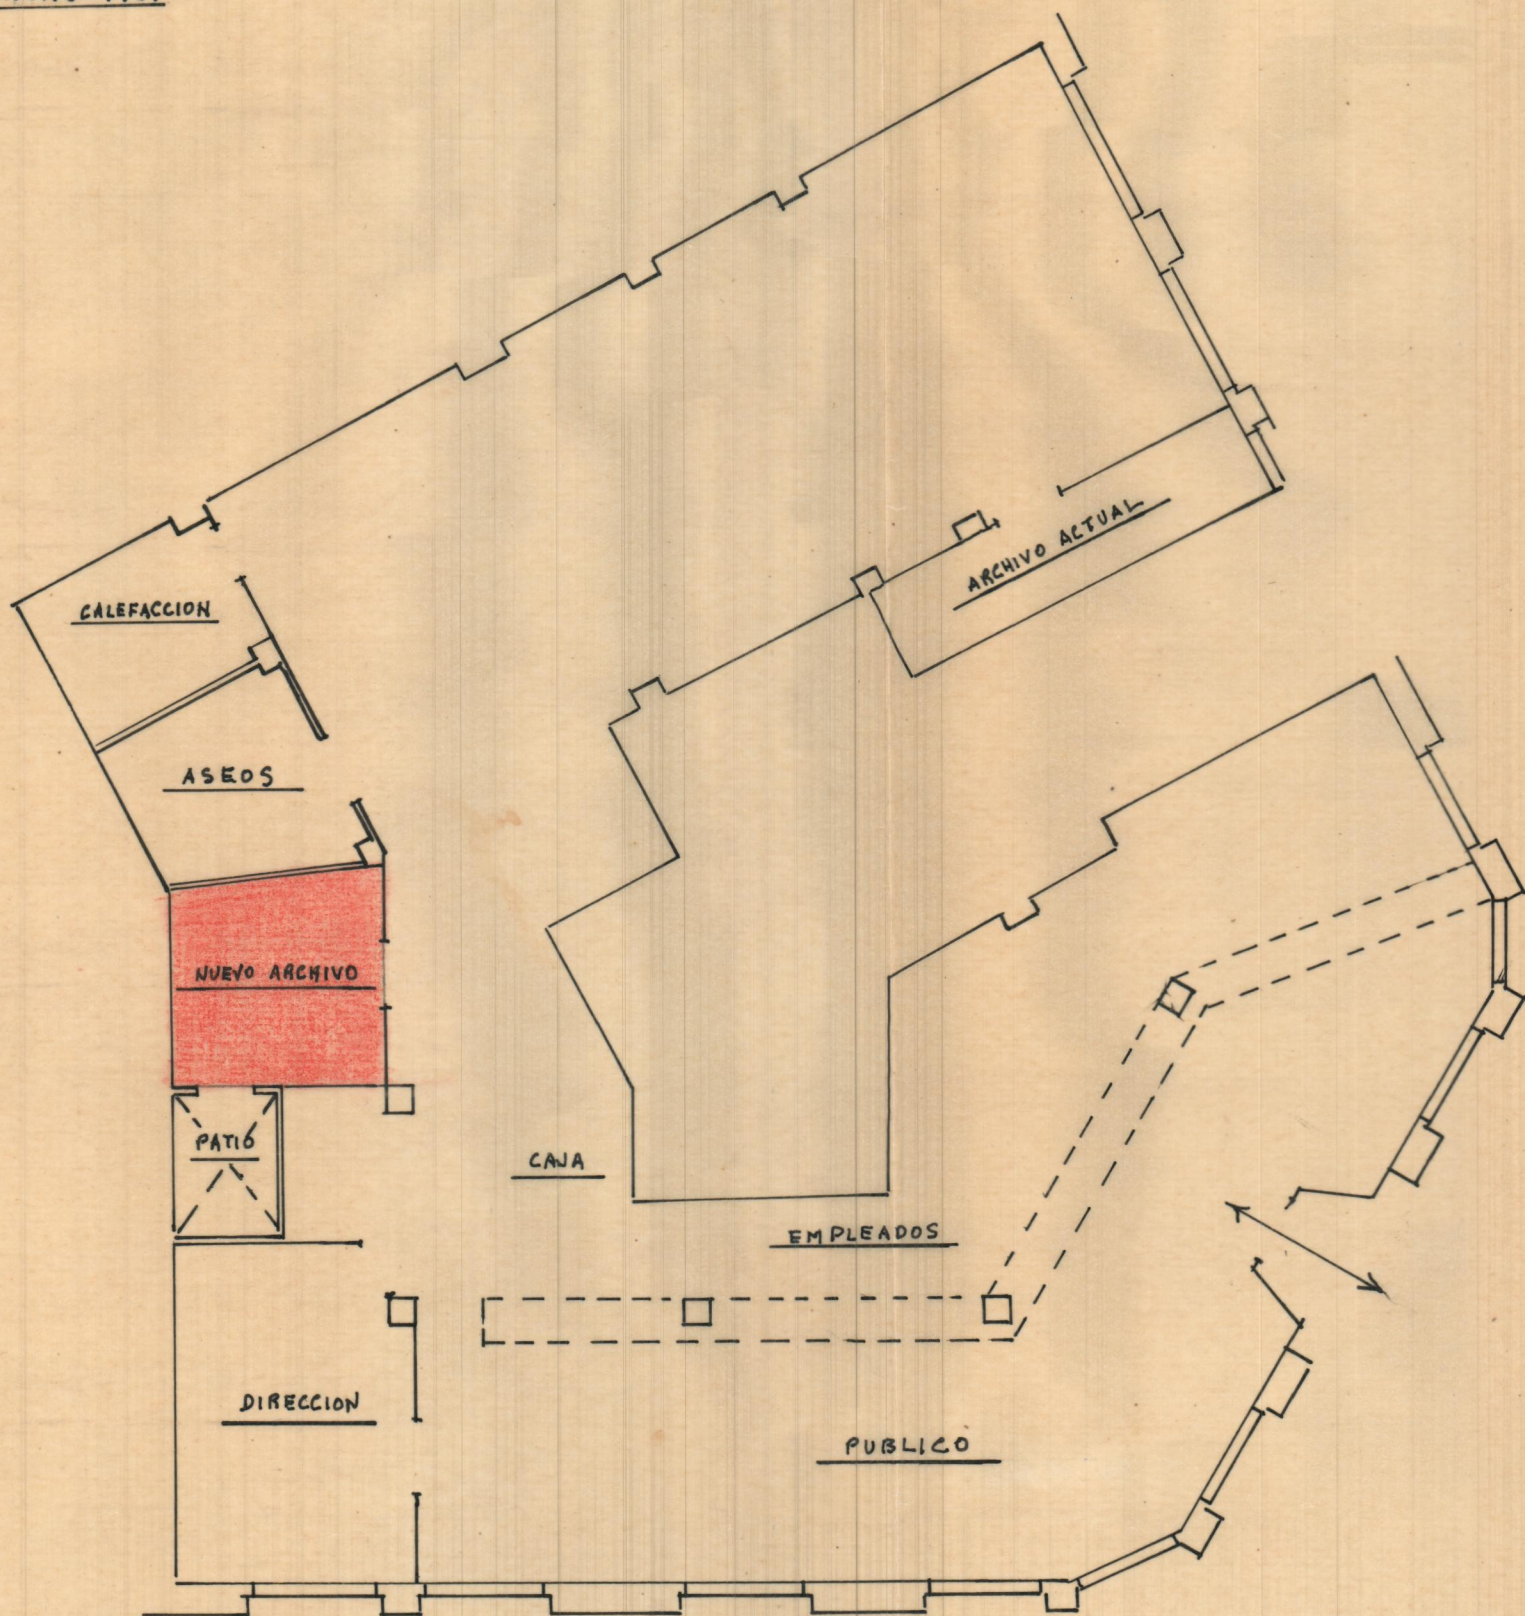 ARCHIVO ACTUAL
CALEFACCION
ASEOS
NUEVO ARCHIVO
PATIO
CAJA
EMPLEADOS
DIRECCION
PUBLICO